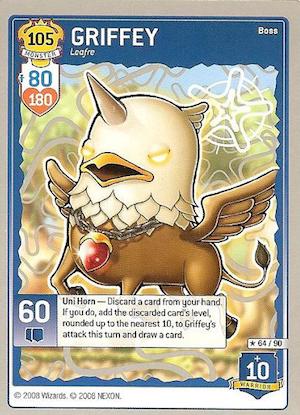 105
MONSTER
GRIFFEY
Boss
Leafre
80
180
60
Uni Horn — Discard a card from your hand.
If you do, add the discarded card's level,
rounded up to the nearest 10, to Griffey's
attack this turn and draw a card.
★ 64 / 90
10
WARRIOR
© 2008 Wizards. © 2008 NEXON.